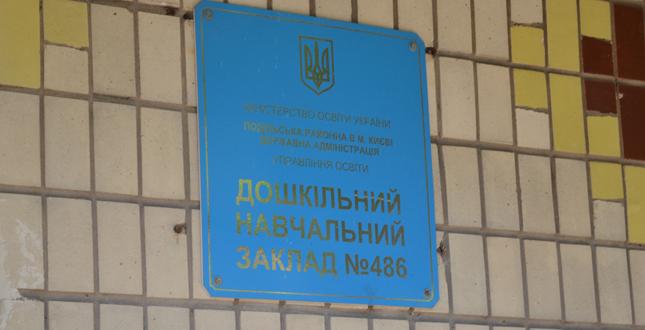 МІНІСТЕРСТВО ОСВІТИ УКРАЇНИ
ПОДІЛЬСЬКА РАЙОННА В М. КИЄВІ
ДЕРЖАВНА АДМІНІСТРАЦІЯ
УПРАВЛІННЯ ОСВІТИ
ДОШКІЛЬНИЙ
НАВЧАЛЬНИЙ
ЗАКЛАД №486